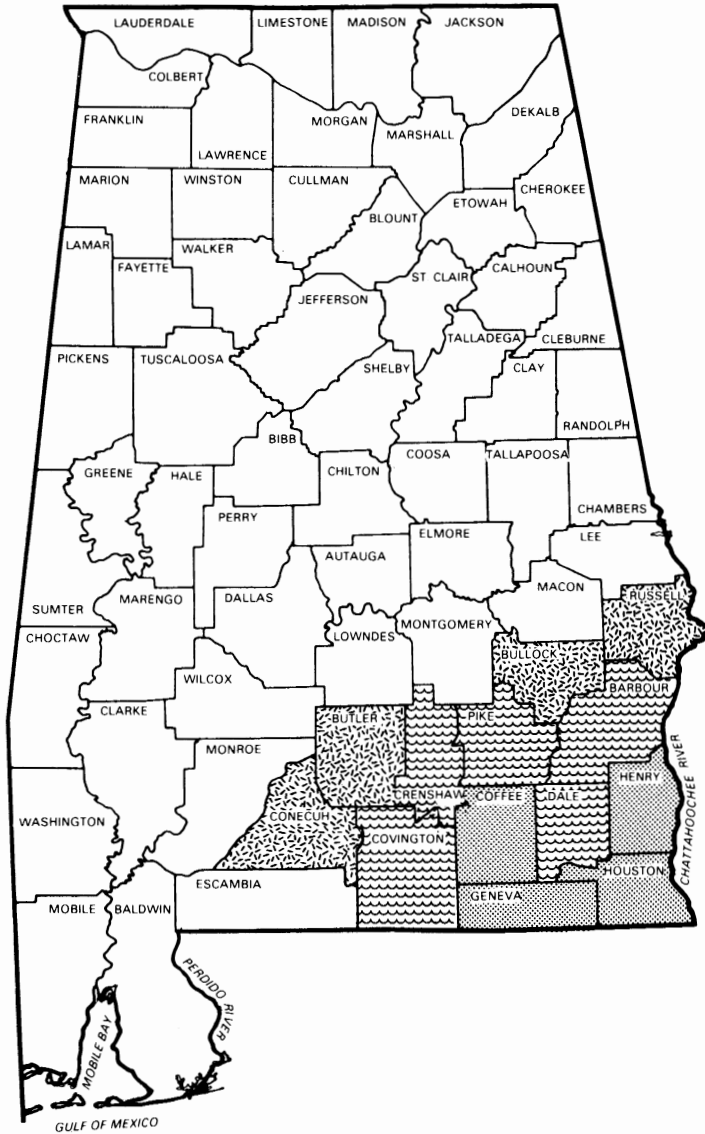 LAUDERDALE
LIMESTONE
MADISON
JACKSON
COLBERT
FRANKLIN
LAWRENCE
MORGAN
MARSHALL
DEKALB
MARION
WINSTON
CULLMAN
BLOUNT
ETOWAH
CHEROKEE
LAMAR
FAYETTE
WALKER
JEFFERSON
ST CLAIR
CALHOUN
PICKENS
TUSCALOOSA
SHELBY
TALLADEGA
CLEBURNE
CLAY
RANDOLPH
BIBB
GREENE
HALE
CHILTON
COOSA
TALLAPOOSA
CHAMBERS
PERRY
ELMORE
LEE
AUTAUGA
SUMTER
MARENGO
DALLAS
MACON
RUSSELL
CHOCTAW
LOWNDES
MONTGOMERY
BULLOCK
WILCOX
BARBOUR
CLARKE
BUTLER
PIKE
MONROE
CRENSHAW
COFFEE
DALE
HENRY
WASHINGTON
CONECUH
COVINGTON
CHATTAHOOCHEE RIVER
ESCAMBIA
GENEVA
HOUSTON
MOBILE
BALDWIN
PERDIDO RIVER
MOBILE BAY
GULF OF MEXICO